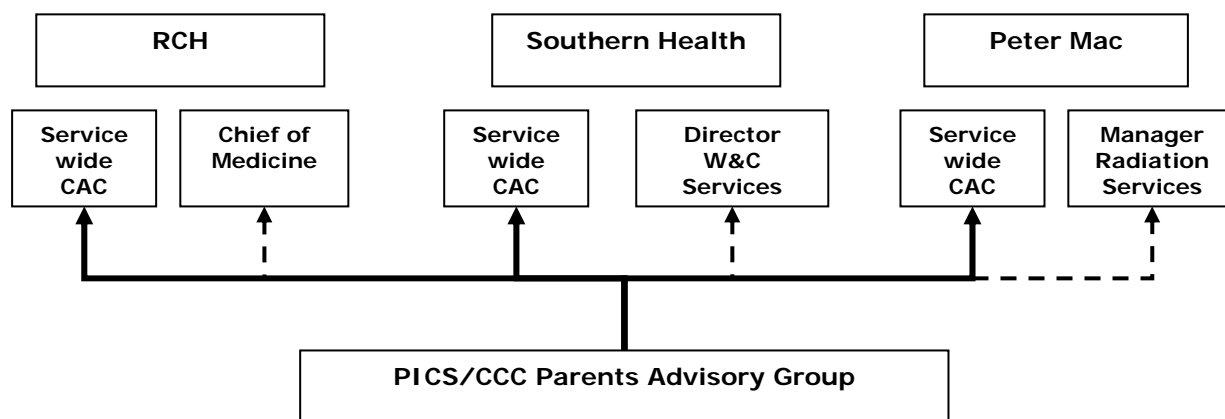 RCH
Southern Health
Peter Mac
Service
wide
CAC
Chief of
Medicine
Service
wide
CAC
Director
W&C
Services
Service
wide
CAC
Manager
Radiation
Services
PICS/CCC Parents Advisory Group